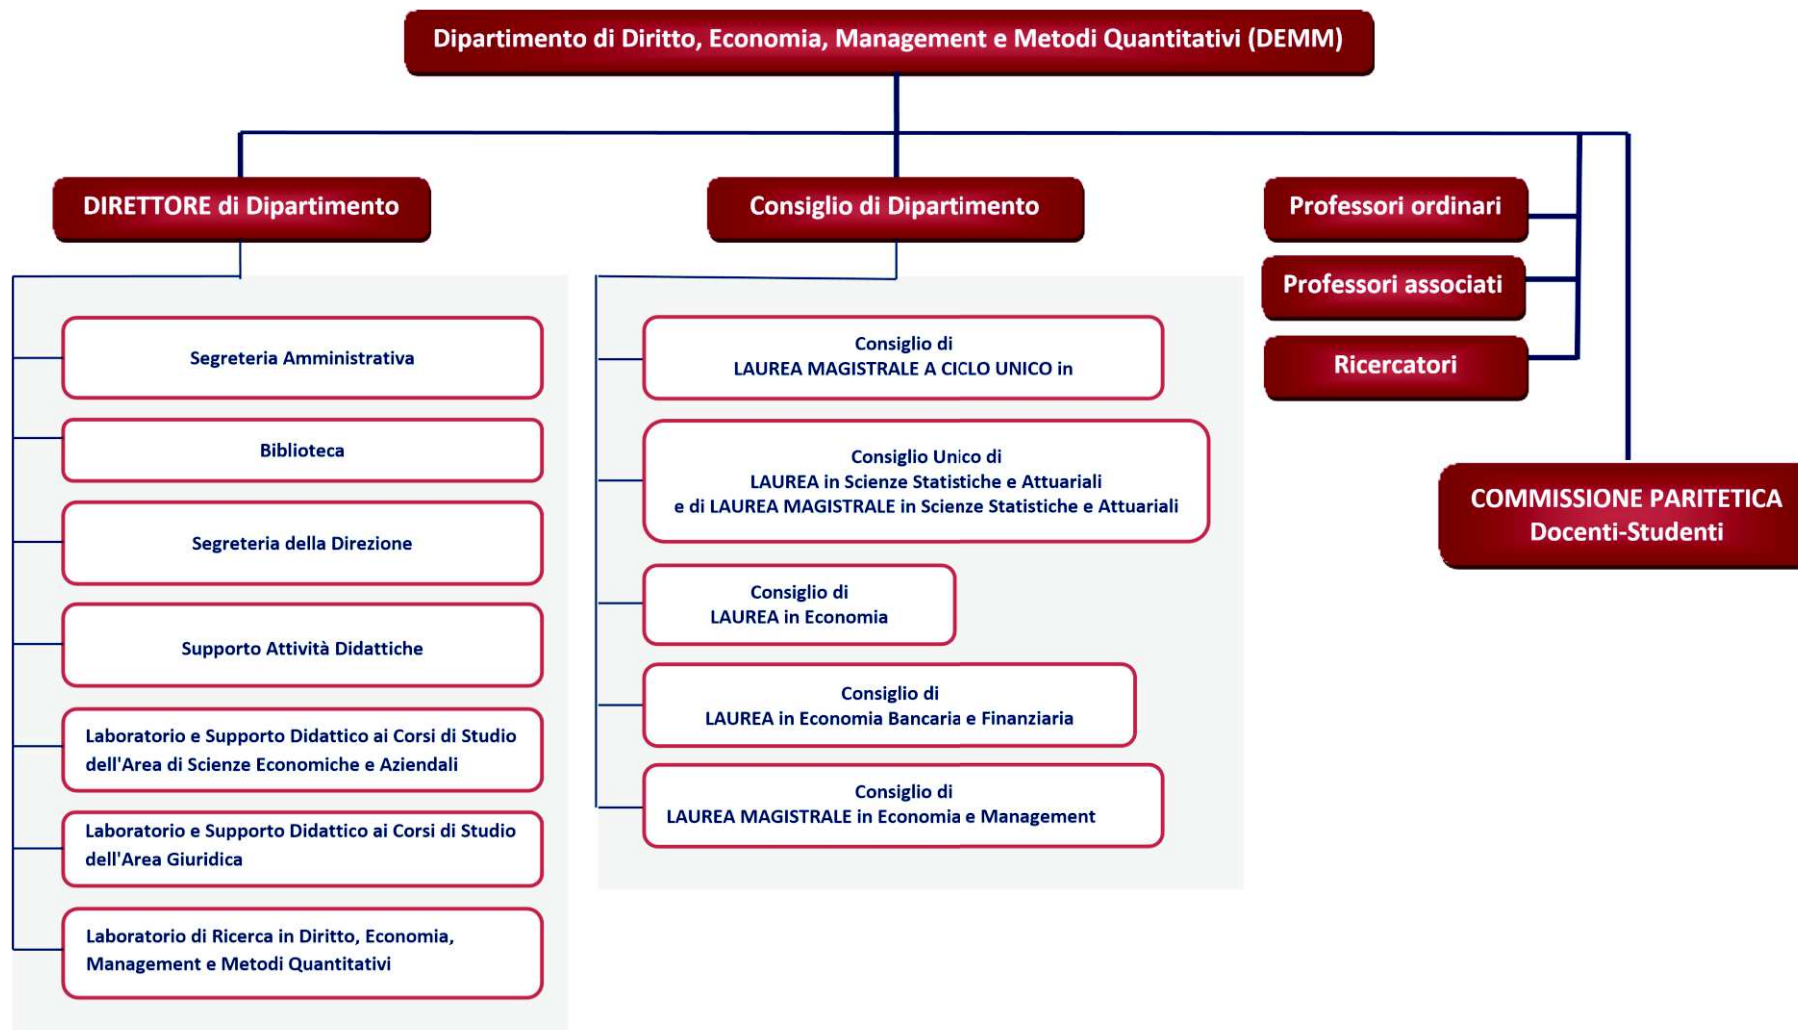 Dipartimento di Diritto, Economia, Management e Metodi Quantitativi (DEMM)
DIRETTORE di Dipartimento
Segreteria Amministrativa
Biblioteca
Segreteria della Direzione
Supporto Attività Didattiche
Laboratorio e Supporto Didattico ai Corsi di Studio
dell'Area di Scienze Economiche e Aziendali
Laboratorio e Supporto Didattico ai Corsi di Studio
dell'Area Giuridica
Laboratorio di Ricerca in Diritto, Economia,
Management e Metodi Quantitativi
Consiglio di Dipartimento
Consiglio di
LAUREA MAGISTRALE A CICLO UNICO in
Consiglio Unico di
LAUREA in Scienze Statistiche e Attuariali
e di LAUREA MAGISTRALE in Scienze Statistiche e Attuariali
Consiglio di
LAUREA in Economia
Consiglio di
LAUREA in Economia Bancaria e Finanziaria
Consiglio di
LAUREA MAGISTRALE in Economia e Management
Professori ordinari
Professori associati
Ricercatori
COMMISSIONE PARITETICA
Docenti-Studenti